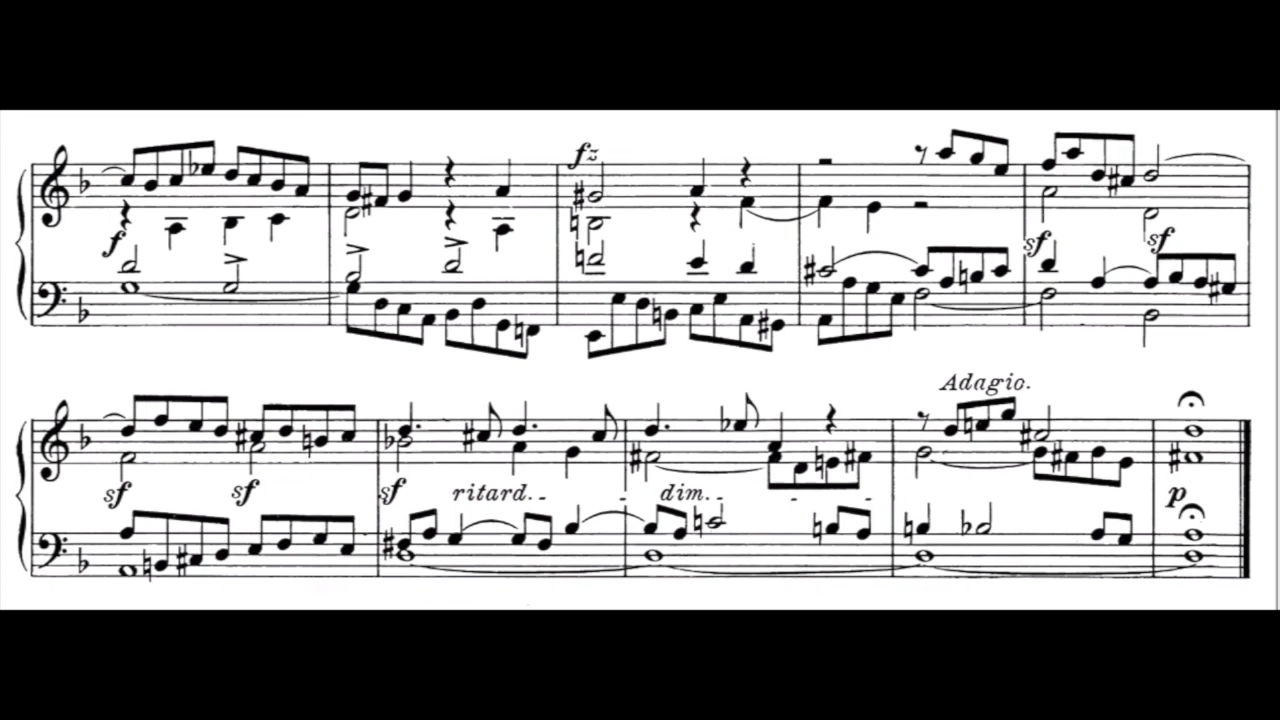 fz
f
sf sf
Adagio.
sf sf sf ritard. - - dim. - - - p